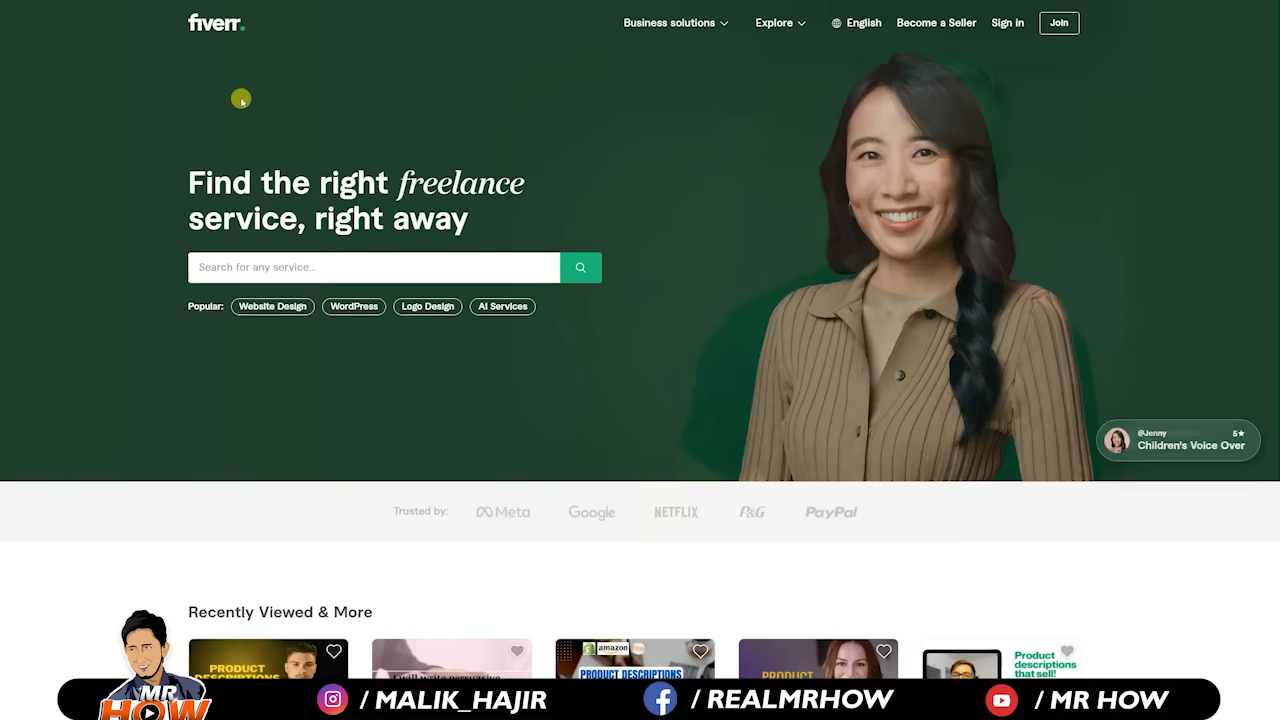 fiverr.
Business solutions
Explore
English
Become a Seller
Sign in
Join
Find the right freelance
service, right away
Search for any service...
Popular:
Website Design
WordPress
Logo Design
AI Services
@Jenny
5★
Children's Voice Over
Trusted by:
Meta
Google
NETFLIX
P&G
PayPal
Recently Viewed & More
PRODUCT
DESCRIPTIONS
I will write persuasive
amazon
PRODUCT DESCRIPTIONS
PRODUCT
Product
descriptions
that sell!
MR
HOW
/ MALIK_HAJIR
/ REALMRHOW
/ MR HOW